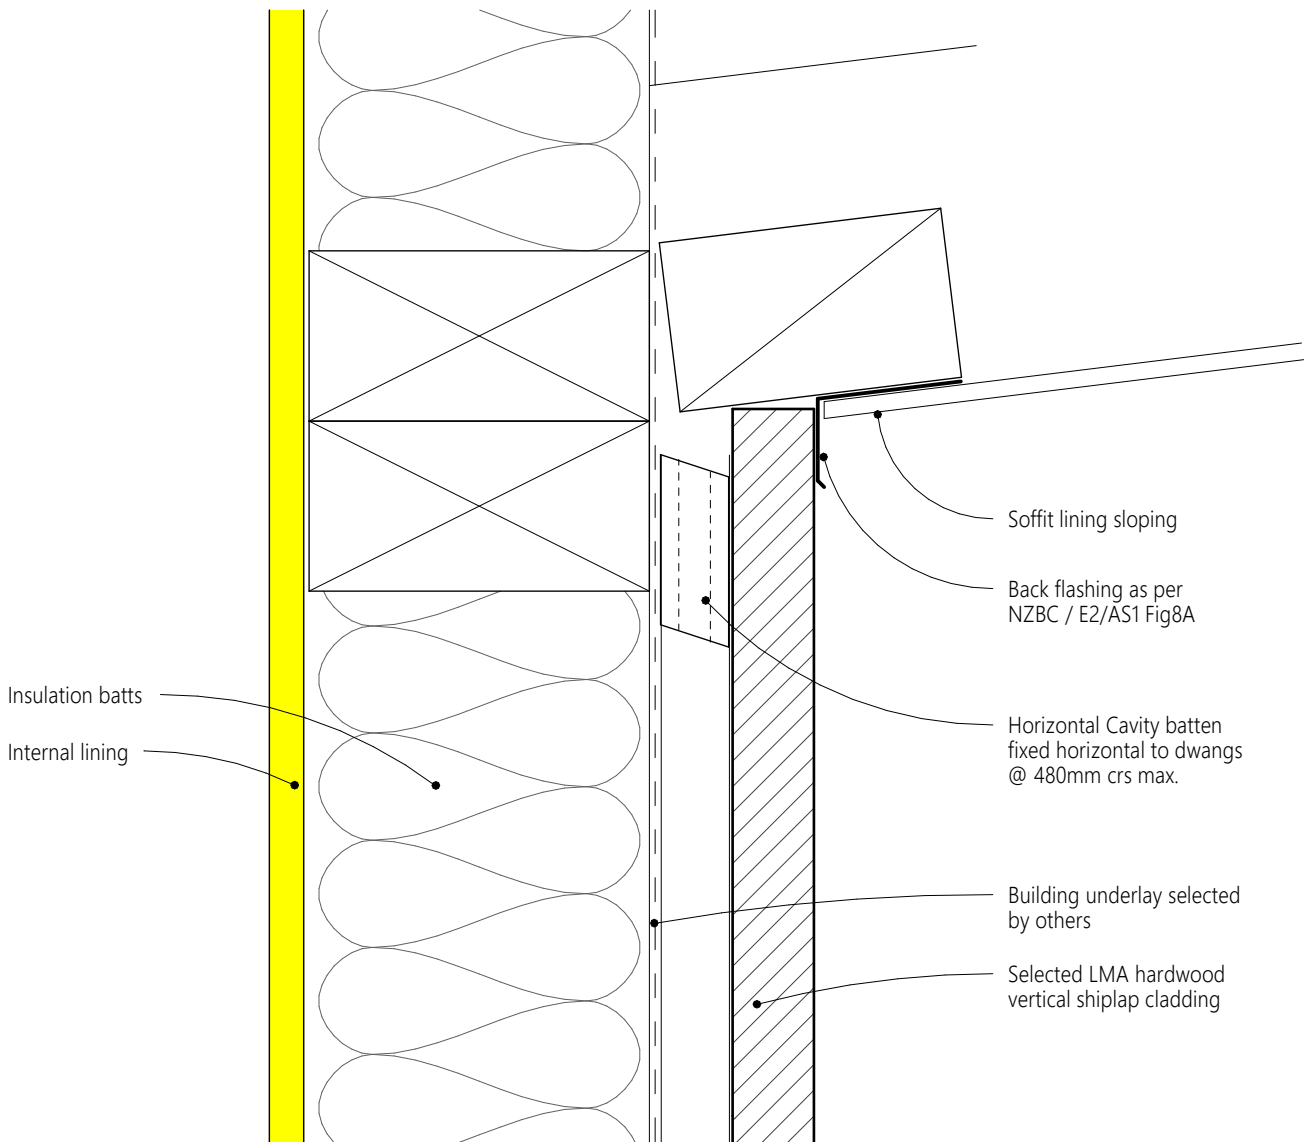 Soffit lining sloping
Back flashing as per
NZBC / E2/AS1 Fig8A
Insulation batts
Internal lining
Horizontal Cavity batten
fixed horizontal to dwangs
@ 480mm crs max.
Building underlay selected
by others
Selected LMA hardwood
vertical shiplap cladding